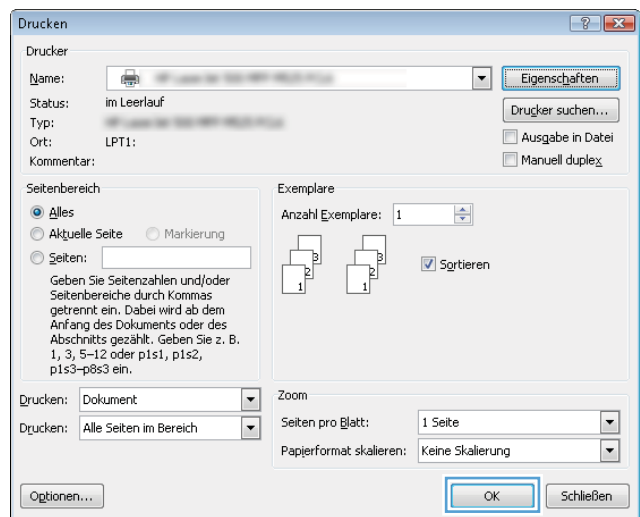 Drucken
Drucker
Name:
Eigenschaften
Status: im Leerlauf
Drucker suchen...
Typ:
Ausgabe in Datei
Ort: LPT1:
Manuell duplex
Kommentar:
Seitenbereich
Alles
Aktuelle Seite Markierung
Seiten:
Geben Sie Seitenzahlen und/oder
Seitenbereiche durch Kommas
getrennt ein. Dabei wird ab dem
Anfang des Dokuments oder des
Abschnitts gezählt. Geben Sie z. B.
1, 3, 5–12 oder p1s1, p1s2,
p1s3–p8s3 ein.
Exemplare
Anzahl Exemplare: 1
3 3
2 2
1 1
Sortieren
Drucken: Dokument
Drucken: Alle Seiten im Bereich
Zoom
Seiten pro Blatt: 1 Seite
Papierformat skalieren: Keine Skalierung
Optionen...
OK
Schließen